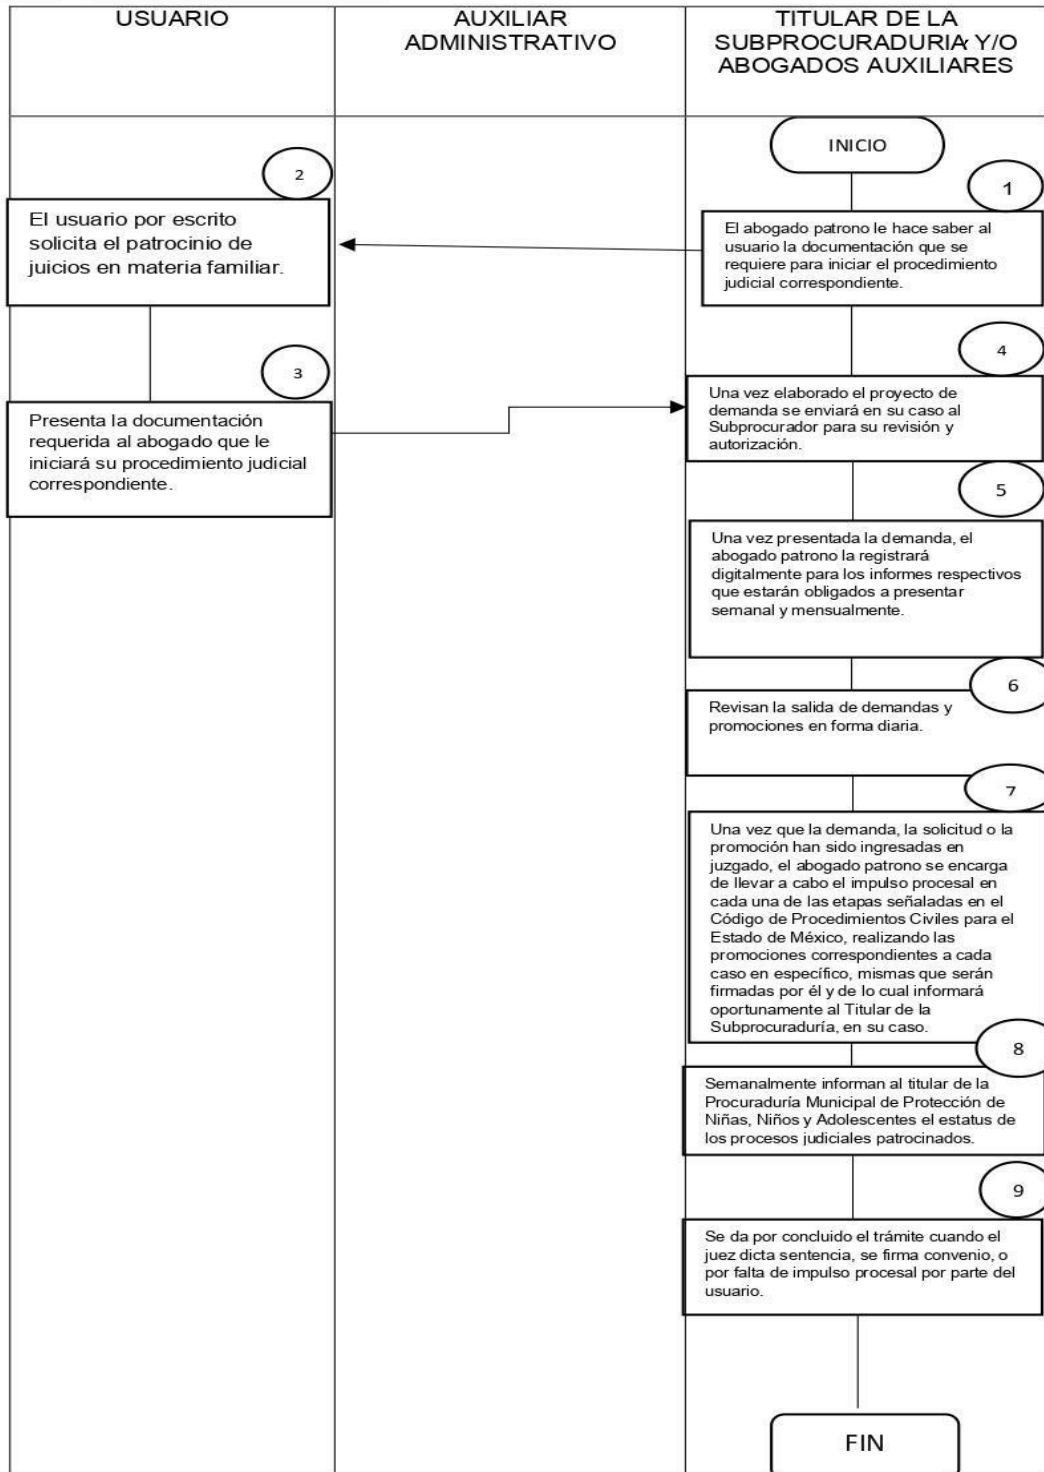 USUARIO
AUXILIAR
ADMINISTRATIVO
TITULAR DE LA
SUBPROCURADURIA Y/O
ABOGADOS AUXILIARES
INICIO
1
El abogado patrono le hace saber al
usuario la documentación que se
requiere para iniciar el procedimiento
judicial correspondiente.
2
El usuario por escrito
solicita el patrocinio de
juicios en materia familiar.
3
Presenta la documentación
requerida al abogado que le
iniciará su procedimiento judicial
correspondiente.
4
Una vez elaborado el proyecto de
demanda se enviará en su caso al
Subprocurador para su revisión y
autorización.
5
Una vez presentada la demanda, el
abogado patrono la registrará
digitalmente para los informes respectivos
que estarán obligados a presentar
semanal y mensualmente.
6
Revisan la salida de demandas y
promociones en forma diaria.
7
Una vez que la demanda, la solicitud o la
promoción han sido ingresadas en
juzgado, el abogado patrono se encarga
de llevar a cabo el impulso procesal en
cada una de las etapas señaladas en el
Código de Procedimientos Civiles para el
Estado de México, realizando las
promociones correspondientes a cada
caso en específico, mismas que serán
firmadas por él y de lo cual informará
oportunamente al Titular de la
Subprocuraduría, en su caso.
8
Semanalmente informan al titular de la
Procuraduría Municipal de Protección de
Niñas, Niños y Adolescentes el estatus de
los procesos judiciales patrocinados.
9
Se da por concluido el trámite cuando el
juez dicta sentencia, se firma convenio, o
por falta de impulso procesal por parte del
usuario.
FIN